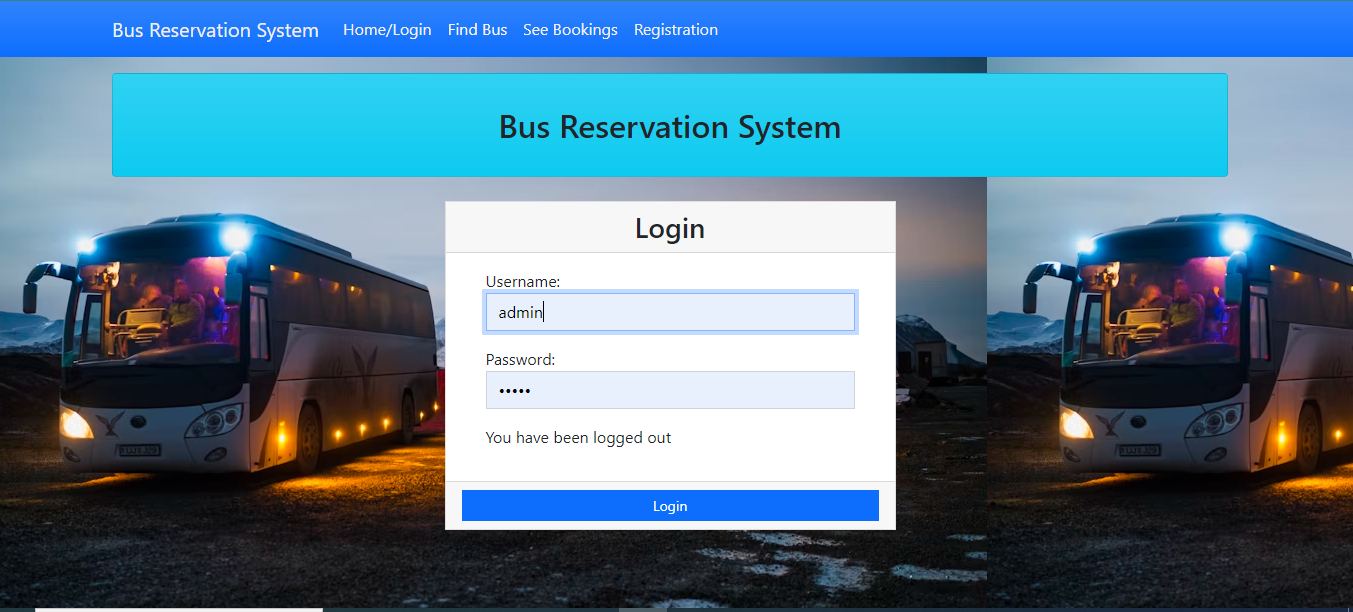 Bus Reservation System Home/Login Find Bus See Bookings Registration
Bus Reservation System
Login
Username:
admin
Password:
•••••
You have been logged out
Login